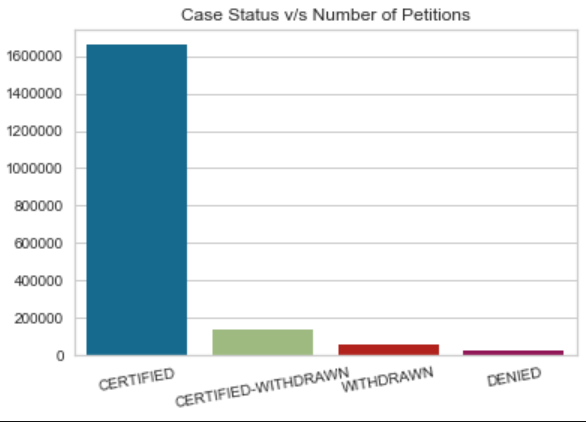 Case Status v/s Number of Petitions
1600000
1400000
1200000
1000000
800000
600000
400000
200000
0
CERTIFIED
CERTIFIED-WITHDRAWN
WITHDRAWN
DENIED